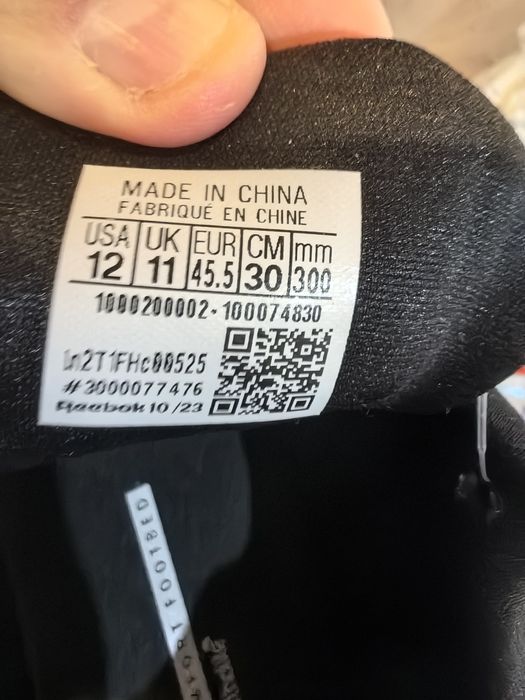 MADE IN CHINA
FABRIQUÉ EN CHINE
USA UK EUR CM mm
12 11 45.5 30 300
1000200002-100074830
Un2T1FHc00525
#3000077476
Reebok 10/23